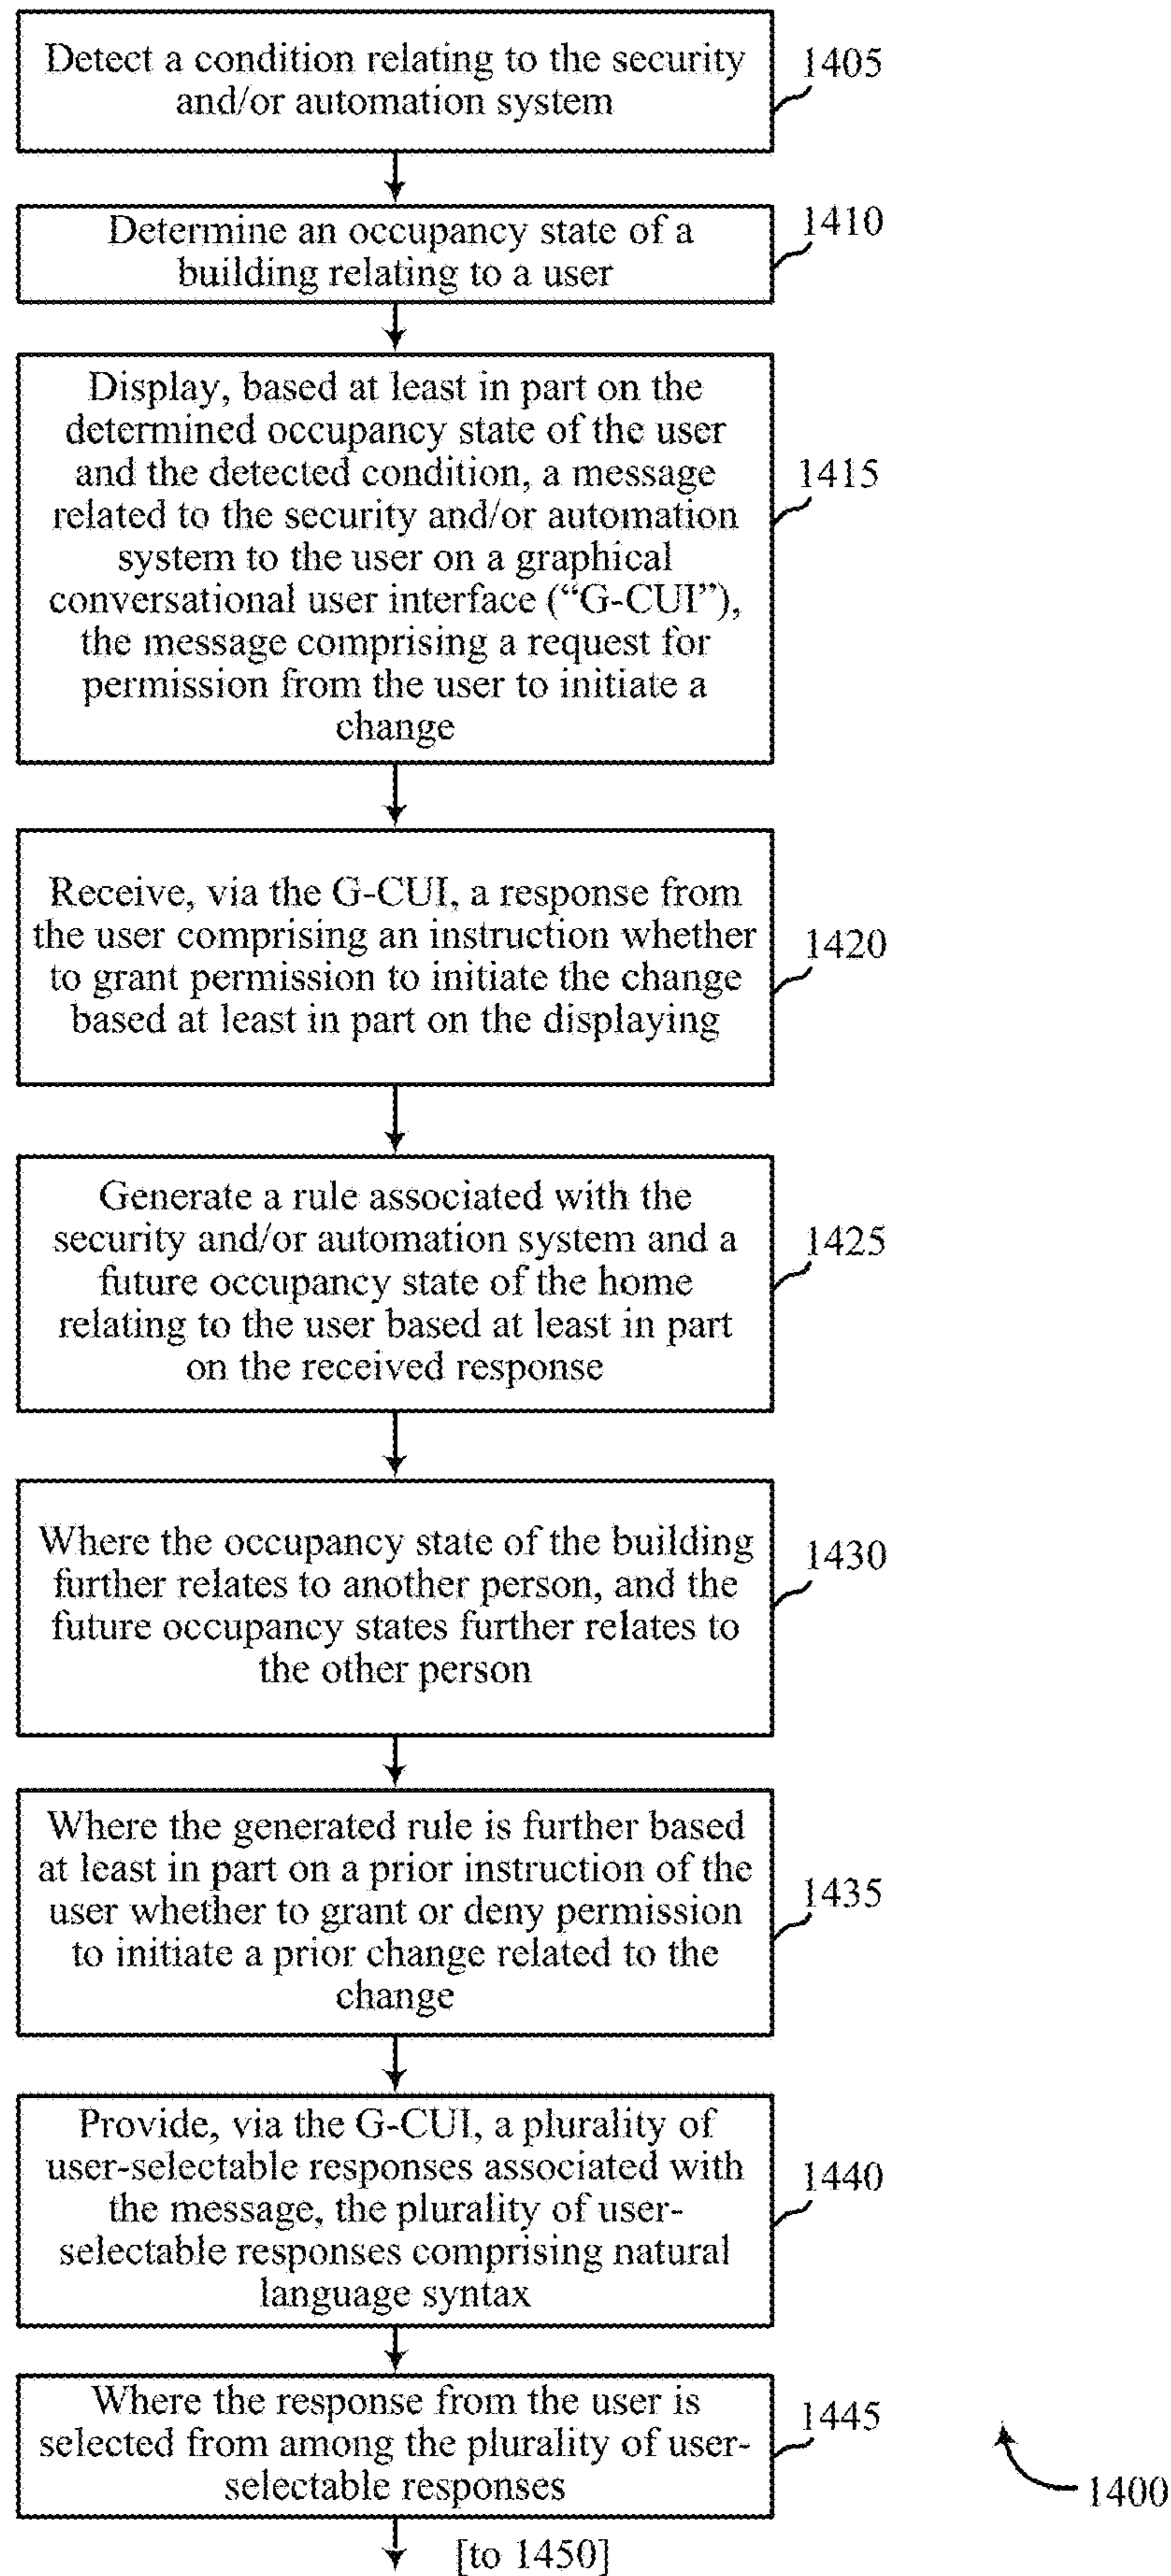 Detect a condition relating to the security
and/or automation system
1405
Determine an occupancy state of a
building relating to a user
1410
Display, based at least in part on the
determined occupancy state of the user
and the detected condition, a message
related to the security and/or automation
system to the user on a graphical
conversational user interface (“G-CUI”),
the message comprising a request for
permission from the user to initiate a
change
1415
Receive, via the G-CUI, a response from
the user comprising an instruction whether
to grant permission to initiate the change
based at least in part on the displaying
1420
Generate a rule associated with the
security and/or automation system and a
future occupancy state of the home
relating to the user based at least in part
on the received response
1425
Where the occupancy state of the building
further relates to another person, and the
future occupancy states further relates to
the other person
1430
Where the generated rule is further based
at least in part on a prior instruction of the
user whether to grant or deny permission
to initiate a prior change related to the
change
1435
Provide, via the G-CUI, a plurality of
user-selectable responses associated with
the message, the plurality of user-
selectable responses comprising natural
language syntax
1440
Where the response from the user is
selected from among the plurality of user-
selectable responses
1445
1400
[to 1450]